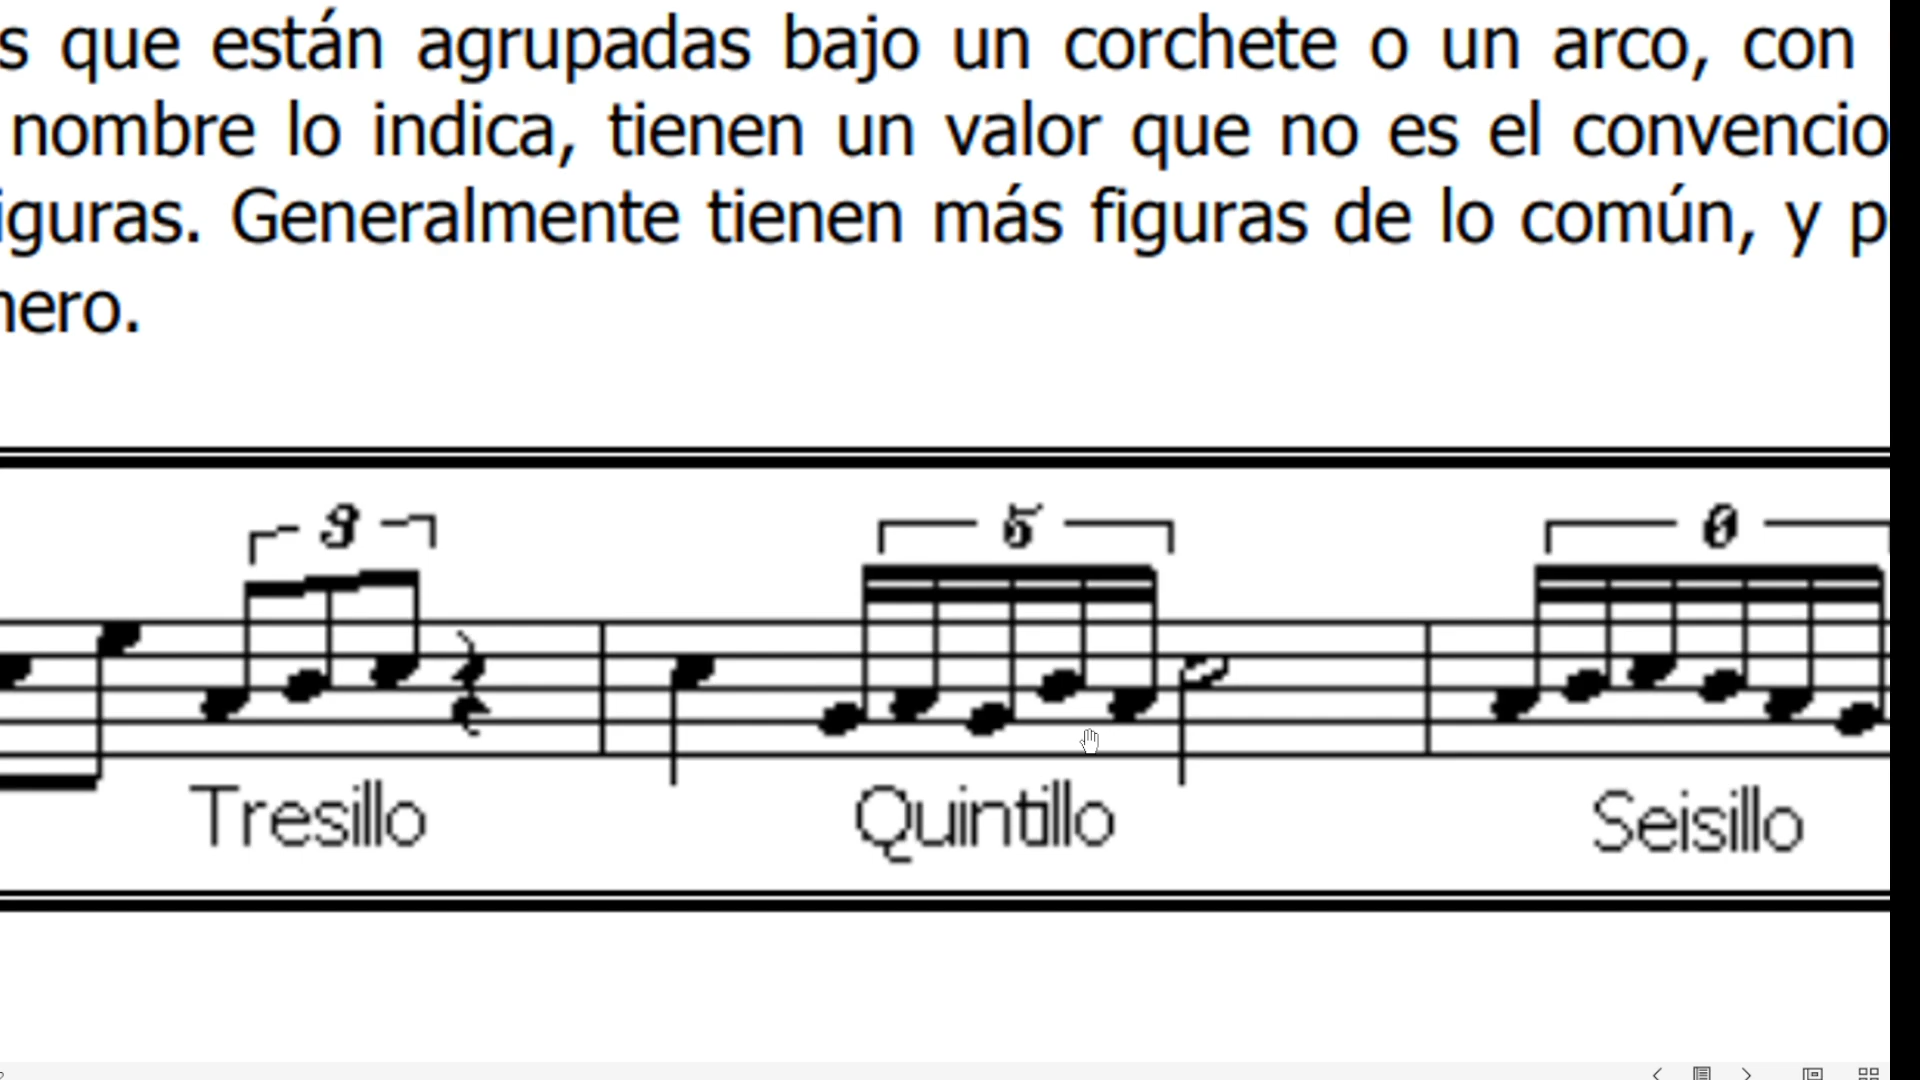 que están agrupadas bajo un corchete o un arco, con
nombre lo indica, tienen un valor que no es el convencio
iguras. Generalmente tienen más figuras de lo común, y p
nero.
3 5 6
Tresillo Quintillo Seisillo